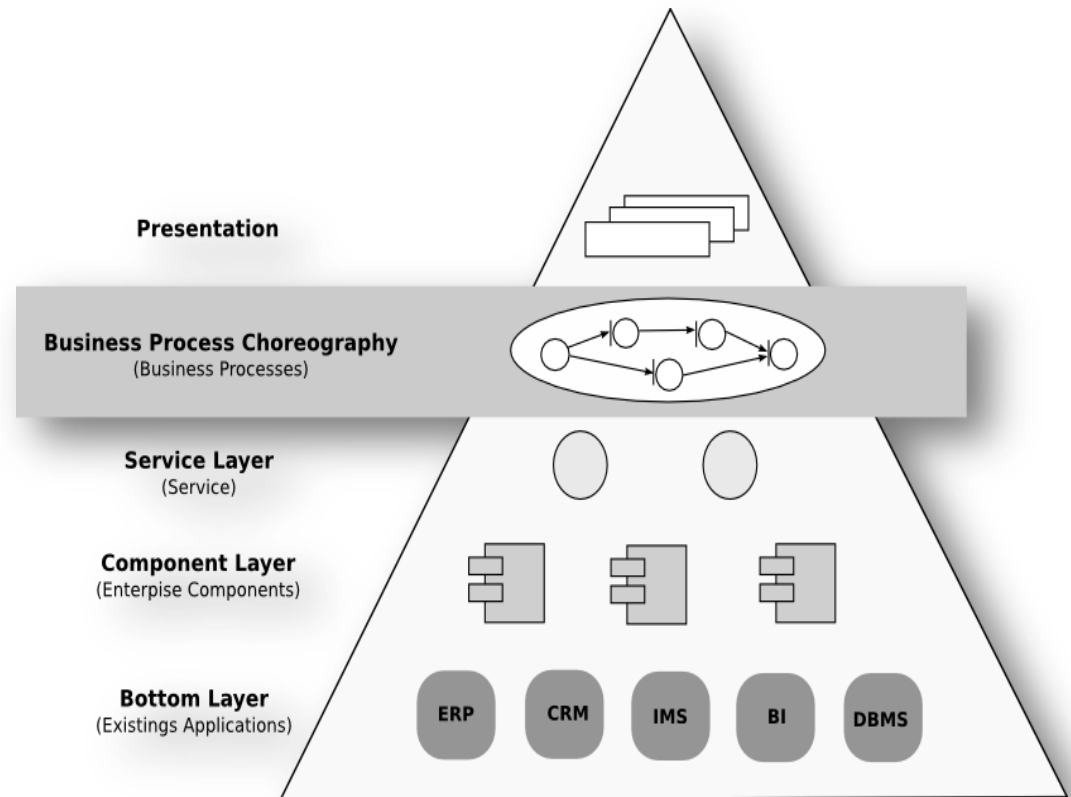 Presentation
Business Process Choreography
(Business Processes)
Service Layer
(Service)
Component Layer
(Enterpise Components)
Bottom Layer
(Existings Applications)
ERP
CRM
IMS
BI
DBMS